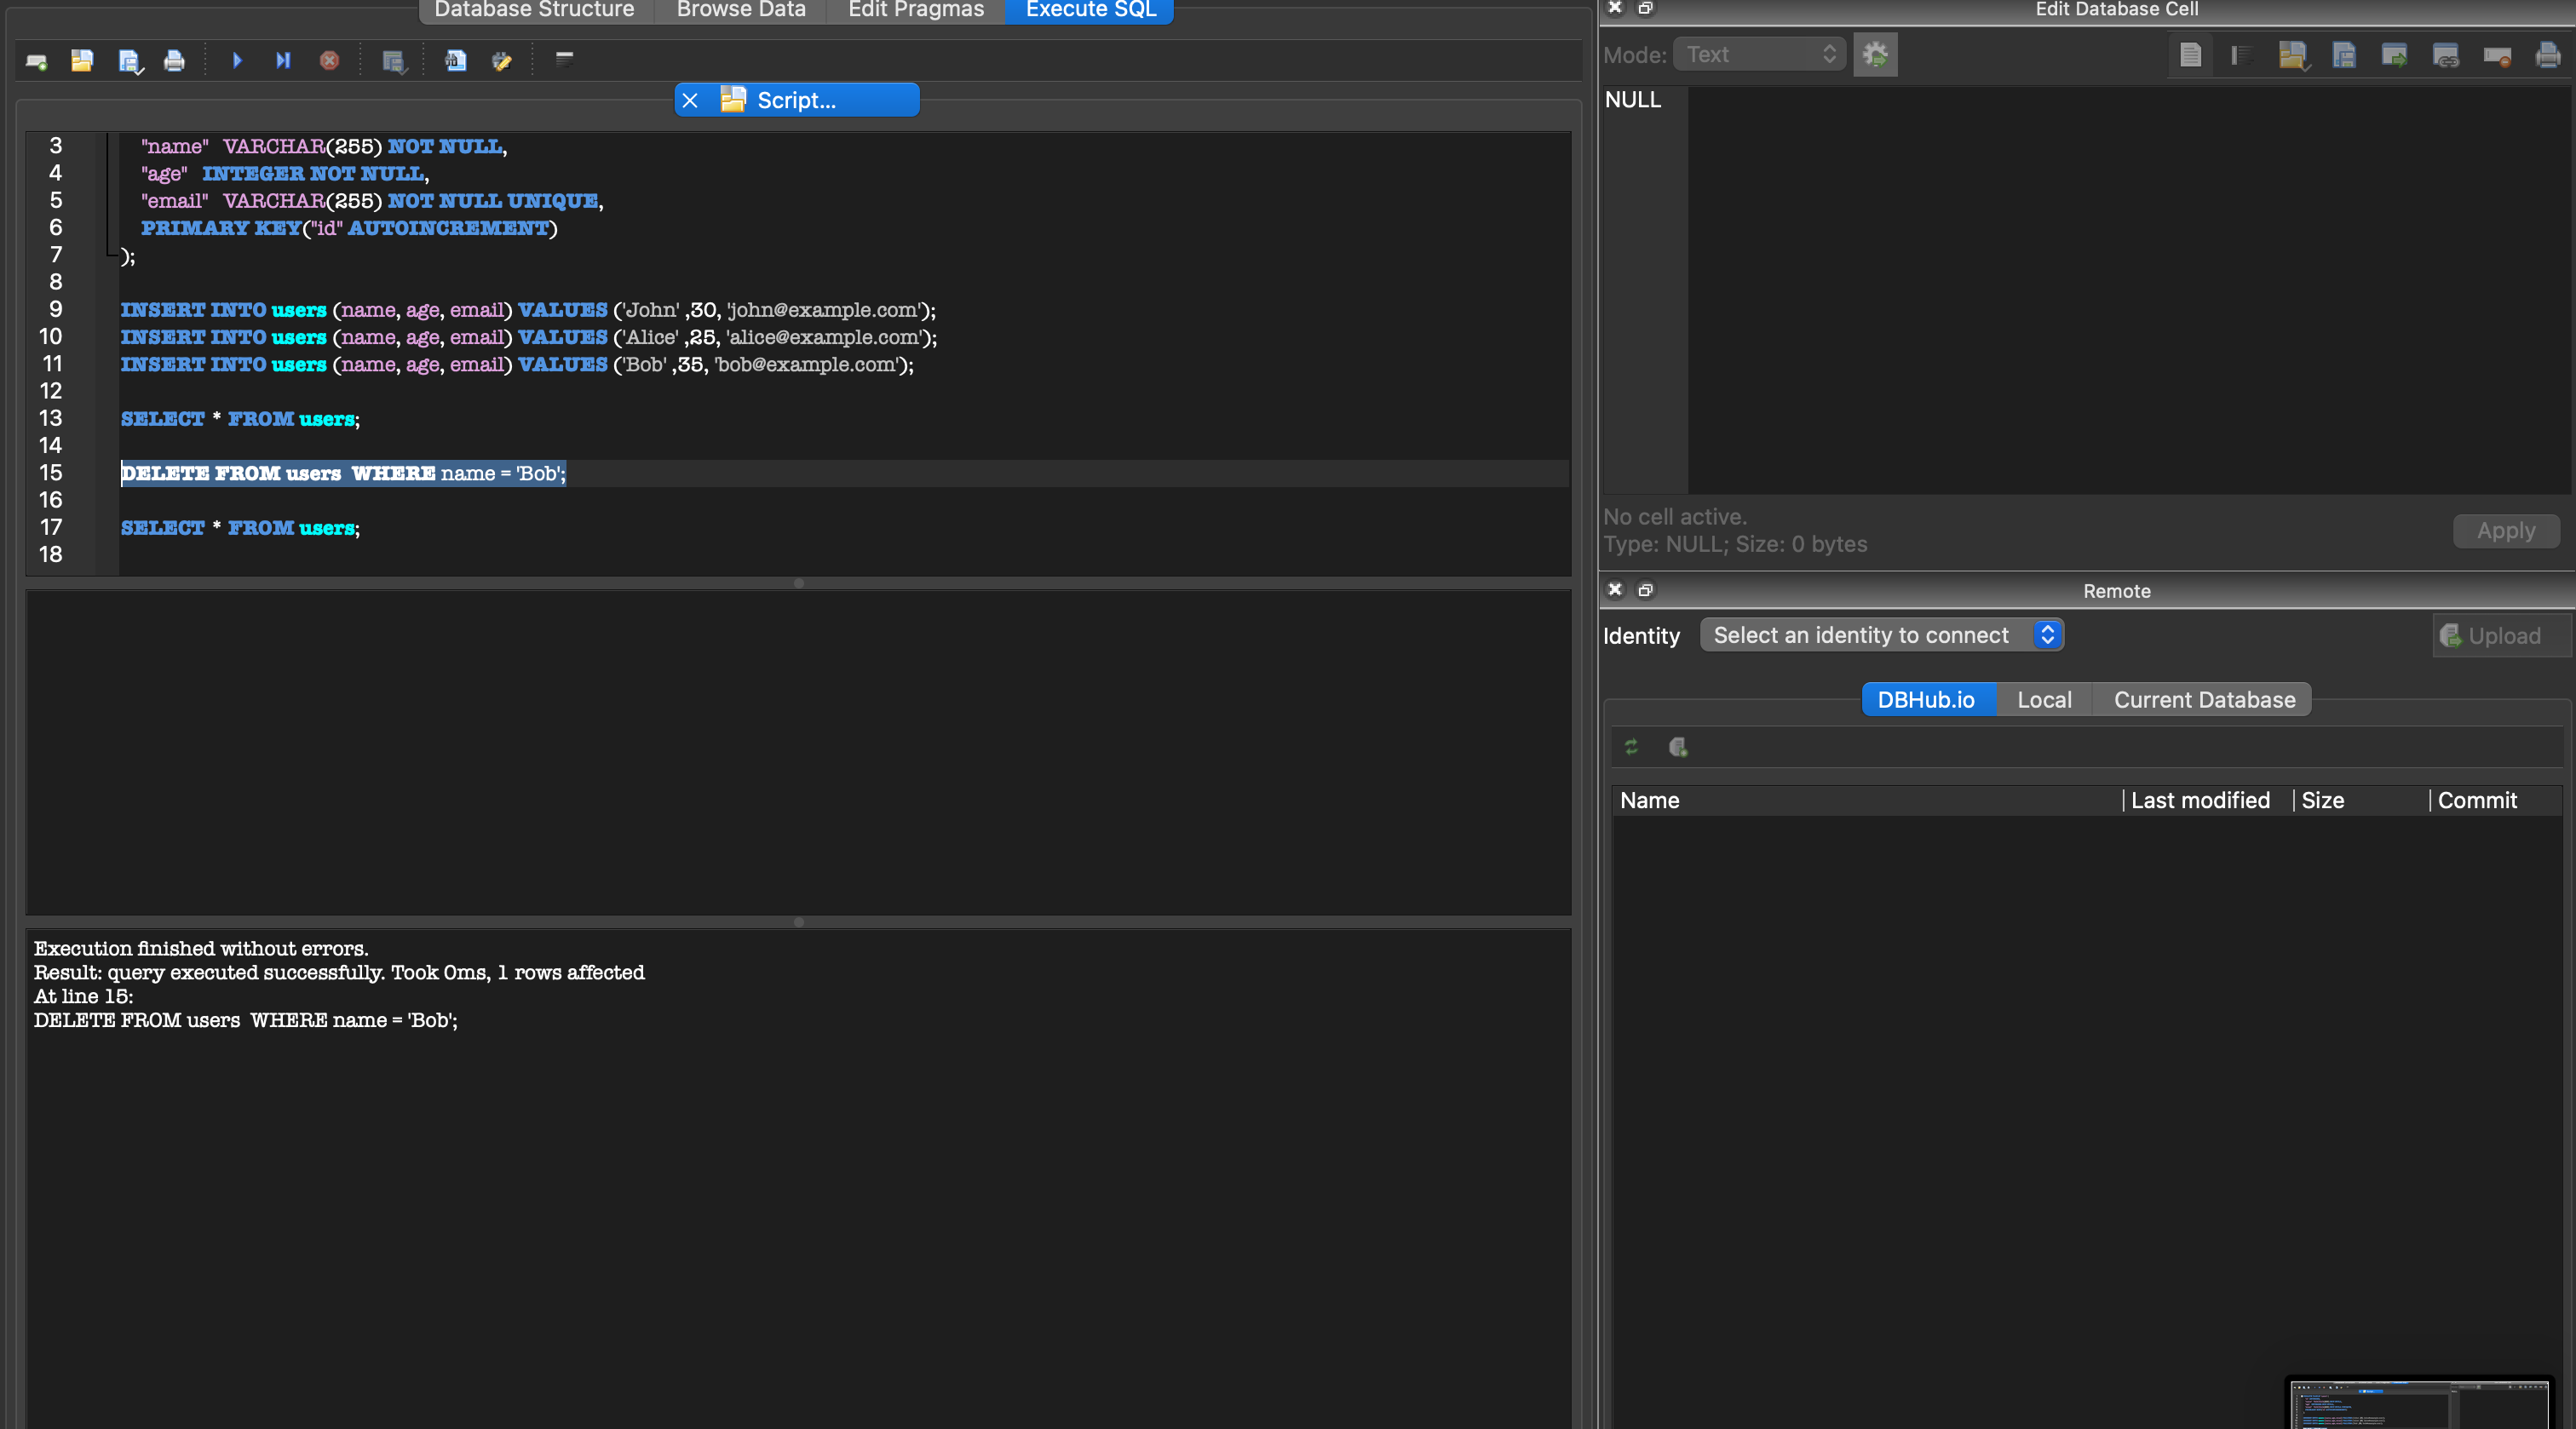 Database Structure Browse Data Edit Pragmas Execute SQL
Script...
3 "name" VARCHAR(255) NOT NULL,
4 "age" INTEGER NOT NULL,
5 "email" VARCHAR(255) NOT NULL UNIQUE,
6 PRIMARY KEY("id" AUTOINCREMENT)
7 );
8
9 INSERT INTO users (name, age, email) VALUES ('John' ,30, 'john@example.com');
10 INSERT INTO users (name, age, email) VALUES ('Alice' ,25, 'alice@example.com');
11 INSERT INTO users (name, age, email) VALUES ('Bob' ,35, 'bob@example.com');
12
13 SELECT * FROM users;
14
15 DELETE FROM users  WHERE name = 'Bob';
16
17 SELECT * FROM users;
18
Execution finished without errors.
Result: query executed successfully. Took 0ms, 1 rows affected
At line 15:
DELETE FROM users  WHERE name = 'Bob';
Edit Database Cell
Mode: Text
NULL
No cell active.
Type: NULL; Size: 0 bytes
Apply
Remote
Identity Select an identity to connect Upload
DBHub.io Local Current Database
Name Last modified Size Commit